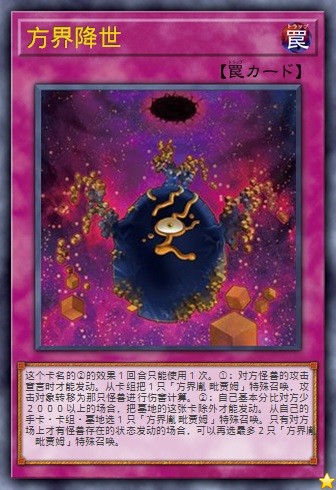 方界降世
トラップ
罠
【罠カード】
这个卡名的②的效果1回合只能使用1次。①：对方怪兽的攻击
宣言时才能发动。从卡组把1只「方界胤 毗贾姆」特殊召唤，攻
击对象转移为那只怪兽进行伤害计算。②：自己基本分比对方少
2000以上的场合，把墓地的这张卡除外才能发动。从自己的
手卡·卡组·墓地选1只「方界胤 毗贾姆」特殊召唤。只有对方
场上才有怪兽存在的状态发动的场合，可以再选最多2只「方界胤
毗贾姆」特殊召唤。